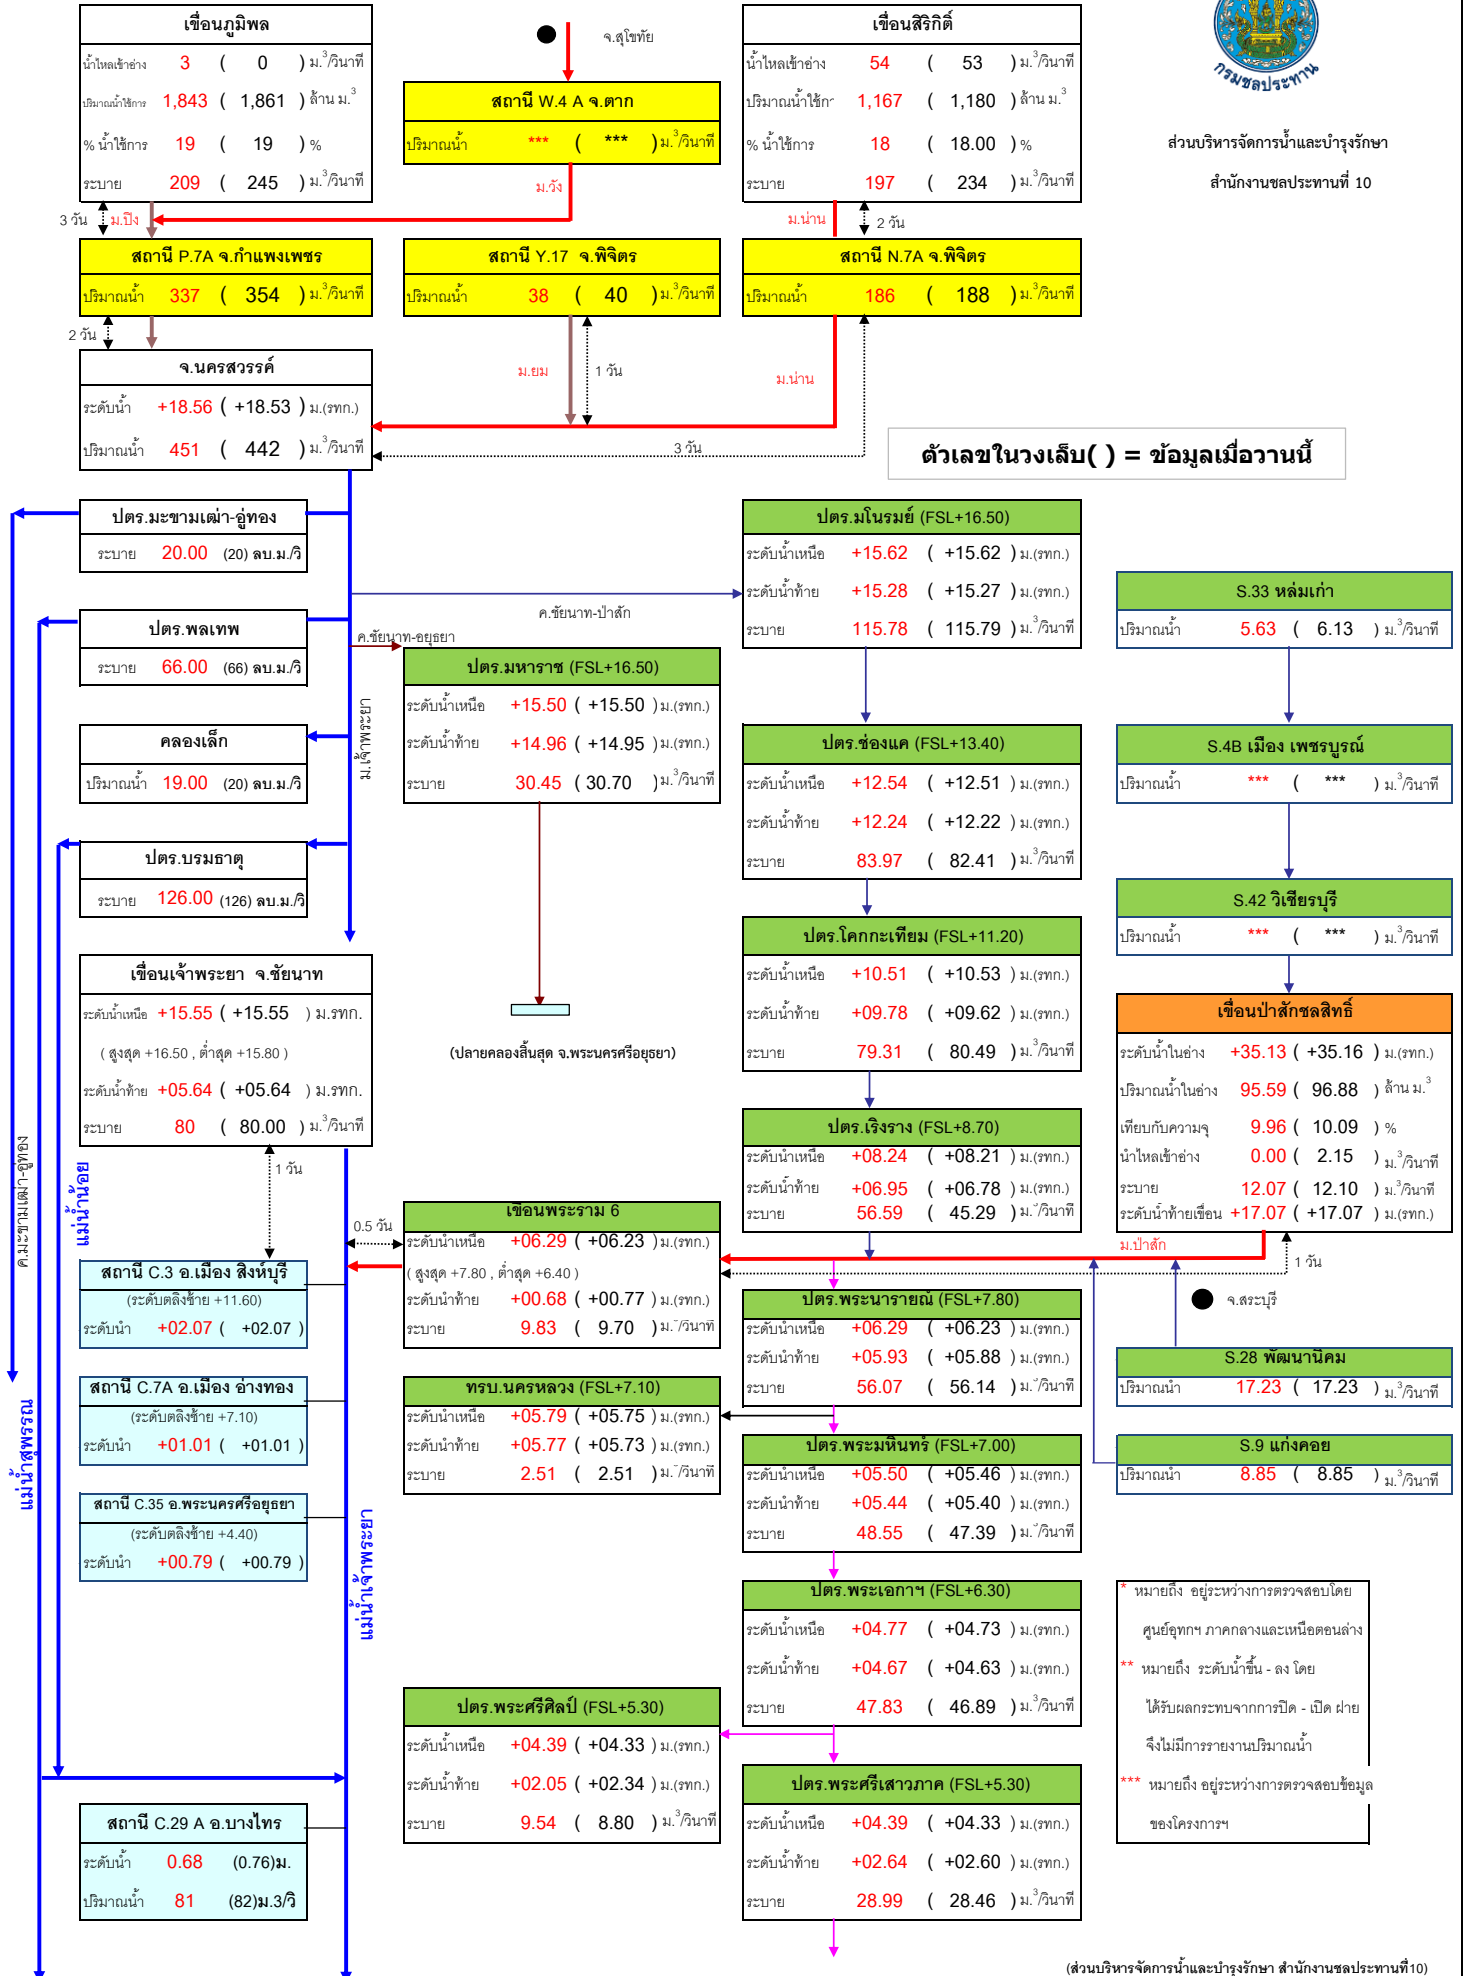 เขื่อนภูมิพล
น้ำไหลเข้าอ่าง 3 ( 0 ) ม.3/วินาที
ปริมาณน้ำใช้การ 1,843 ( 1,861 ) ล้าน ม.3
% น้ำใช้การ 19 ( 19 ) %
ระบาย 209 ( 245 ) ม.3/วินาที
จ.สุโขทัย
สถานี W.4 A จ.ตาก
ปริมาณน้ำ *** ( *** ) ม.3/วินาที
ม.วัง
เขื่อนสิริกิติ์
น้ำไหลเข้าอ่าง 54 ( 53 ) ม.3/วินาที
ปริมาณน้ำใช้กา 1,167 ( 1,180 ) ล้าน ม.3
% น้ำใช้การ 18 ( 18.00 ) %
ระบาย 197 ( 234 ) ม.3/วินาที
กรมชลประทาน
ส่วนบริหารจัดการน้ำและบำรุงรักษา
สำนักงานชลประทานที่ 10
3 วัน ม.ปิง
ม.น่าน 2 วัน
สถานี P.7A จ.กำแพงเพชร
ปริมาณน้ำ 337 ( 354 ) ม.3/วินาที
สถานี Y.17 จ.พิจิตร
ปริมาณน้ำ 38 ( 40 ) ม.3/วินาที
สถานี N.7A จ.พิจิตร
ปริมาณน้ำ 186 ( 188 ) ม.3/วินาที
2 วัน
ม.ยม 1 วัน
ม.น่าน
3 วัน
จ.นครสวรรค์
ระดับน้ำ +18.56 ( +18.53 ) ม.(รทก.)
ปริมาณน้ำ 451 ( 442 ) ม.3/วินาที
ตัวเลขในวงเล็บ( ) = ข้อมูลเมื่อวานนี้
ปตร.มะขามเฒ่า-อู่ทอง
ระบาย 20.00 (20) ลบ.ม./วิ
ปตร.พลเทพ
ระบาย 66.00 (66) ลบ.ม./วิ
คลองเล็ก
ปริมาณน้ำ 19.00 (20) ลบ.ม./วิ
ปตร.บรมธาตุ
ระบาย 126.00 (126) ลบ.ม./วิ
ม.เจ้าพระยา
ค.ชัยนาท-ป่าสัก
ค.ชัยนาท-อยุธยา
ปตร.มหาราช (FSL+16.50)
ระดับน้ำเหนือ +15.50 ( +15.50 ) ม.(รทก.)
ระดับน้ำท้าย +14.96 ( +14.95 ) ม.(รทก.)
ระบาย 30.45 ( 30.70 ) ม.3/วินาที
(ปลายคลองสิ้นสุด จ.พระนครศรีอยุธยา)
ปตร.มโนรมย์ (FSL+16.50)
ระดับน้ำเหนือ +15.62 ( +15.62 ) ม.(รทก.)
ระดับน้ำท้าย +15.28 ( +15.27 ) ม.(รทก.)
ระบาย 115.78 ( 115.79 ) ม.3/วินาที
ปตร.ช่องแค (FSL+13.40)
ระดับน้ำเหนือ +12.54 ( +12.51 ) ม.(รทก.)
ระดับน้ำท้าย +12.24 ( +12.22 ) ม.(รทก.)
ระบาย 83.97 ( 82.41 ) ม.3/วินาที
ปตร.โคกกะเทียม (FSL+11.20)
ระดับน้ำเหนือ +10.51 ( +10.53 ) ม.(รทก.)
ระดับน้ำท้าย +09.78 ( +09.62 ) ม.(รทก.)
ระบาย 79.31 ( 80.49 ) ม.3/วินาที
ปตร.เริงราง (FSL+8.70)
ระดับน้ำเหนือ +08.24 ( +08.21 ) ม.(รทก.)
ระดับน้ำท้าย +06.95 ( +06.78 ) ม.(รทก.)
ระบาย 56.59 ( 45.29 ) ม.3/วินาที
S.33 หล่มเก่า
ปริมาณน้ำ 5.63 ( 6.13 ) ม.3/วินาที
S.4B เมือง เพชรบูรณ์
ปริมาณน้ำ *** ( *** ) ม.3/วินาที
S.42 วิเชียรบุรี
ปริมาณน้ำ *** ( *** ) ม.3/วินาที
เขื่อนป่าสักชลสิทธิ์
ระดับน้ำในอ่าง +35.13 ( +35.16 ) ม.(รทก.)
ปริมาณน้ำในอ่าง 95.59 ( 96.88 ) ล้าน ม.3
เทียบกับความจุ 9.96 ( 10.09 ) %
น้ำไหลเข้าอ่าง 0.00 ( 2.15 ) ม.3/วินาที
ระบาย 12.07 ( 12.10 ) ม.3/วินาที
ระดับน้ำท้ายเขื่อน +17.07 ( +17.07 ) ม.(รทก.)
เขื่อนเจ้าพระยา จ.ชัยนาท
ระดับน้ำเหนือ +15.55 ( +15.55 ) ม.รทก.
( สูงสุด +16.50 , ต่ำสุด +15.80 )
ระดับน้ำท้าย +05.64 ( +05.64 ) ม.รทก.
ระบาย 80 ( 80.00 ) ม.3/วินาที
1 วัน
ค.มะขามเฒ่า-อู่ทอง
แม่น้ำน้อย
0.5 วัน
เขื่อนพระราม 6
ระดับน้ำเหนือ +06.29 ( +06.23 ) ม.(รทก.)
( สูงสุด +7.80 , ต่ำสุด +6.40 )
ระดับน้ำท้าย +00.68 ( +00.77 ) ม.(รทก.)
ระบาย 9.83 ( 9.70 ) ม.3/วินาที
ม.ป่าสัก
1 วัน
จ.สระบุรี
สถานี C.3 อ.เมือง สิงห์บุรี
(ระดับตลิ่งซ้าย +11.60)
ระดับน้ำ +02.07 ( +02.07 )
สถานี C.7A อ.เมือง อ่างทอง
(ระดับตลิ่งซ้าย +7.10)
ระดับน้ำ +01.01 ( +01.01 )
สถานี C.35 อ.พระนครศรีอยุธยา
(ระดับตลิ่งซ้าย +4.40)
ระดับน้ำ +00.79 ( +00.79 )
แม่น้ำสุพรรณ
แม่น้ำเจ้าพระยา
ทรบ.นครหลวง (FSL+7.10)
ระดับน้ำเหนือ +05.79 ( +05.75 ) ม.(รทก.)
ระดับน้ำท้าย +05.77 ( +05.73 ) ม.(รทก.)
ระบาย 2.51 ( 2.51 ) ม.3/วินาที
ปตร.พระนารายณ์ (FSL+7.80)
ระดับน้ำเหนือ +06.29 ( +06.23 ) ม.(รทก.)
ระดับน้ำท้าย +05.93 ( +05.88 ) ม.(รทก.)
ระบาย 56.07 ( 56.14 ) ม.3/วินาที
ปตร.พระมหินทร์ (FSL+7.00)
ระดับน้ำเหนือ +05.50 ( +05.46 ) ม.(รทก.)
ระดับน้ำท้าย +05.44 ( +05.40 ) ม.(รทก.)
ระบาย 48.55 ( 47.39 ) ม.3/วินาที
S.28 พัฒนานิคม
ปริมาณน้ำ 17.23 ( 17.23 ) ม.3/วินาที
S.9 แก่งคอย
ปริมาณน้ำ 8.85 ( 8.85 ) ม.3/วินาที
ปตร.พระเอกาฯ (FSL+6.30)
ระดับน้ำเหนือ +04.77 ( +04.73 ) ม.(รทก.)
ระดับน้ำท้าย +04.67 ( +04.63 ) ม.(รทก.)
ระบาย 47.83 ( 46.89 ) ม.3/วินาที
ปตร.พระศรีศิลป์ (FSL+5.30)
ระดับน้ำเหนือ +04.39 ( +04.33 ) ม.(รทก.)
ระดับน้ำท้าย +02.05 ( +02.34 ) ม.(รทก.)
ระบาย 9.54 ( 8.80 ) ม.3/วินาที
ปตร.พระศรีเสาวภาค (FSL+5.30)
ระดับน้ำเหนือ +04.39 ( +04.33 ) ม.(รทก.)
ระดับน้ำท้าย +02.64 ( +02.60 ) ม.(รทก.)
ระบาย 28.99 ( 28.46 ) ม.3/วินาที
* หมายถึง อยู่ระหว่างการตรวจสอบโดย
ศูนย์อุทกฯ ภาคกลางและเหนือตอนล่าง
** หมายถึง ระดับน้ำขึ้น - ลง โดย
ได้รับผลกระทบจากการปิด - เปิด ฝาย
จึงไม่มีการรายงานปริมาณน้ำ
*** หมายถึง อยู่ระหว่างการตรวจสอบข้อมูล
ของโครงการฯ
สถานี C.29 A อ.บางไทร
ระดับน้ำ 0.68 (0.76)ม.
ปริมาณน้ำ 81 (82)ม.3/วิ
(ส่วนบริหารจัดการน้ำและบำรุงรักษา สำนักงานชลประทานที่10)